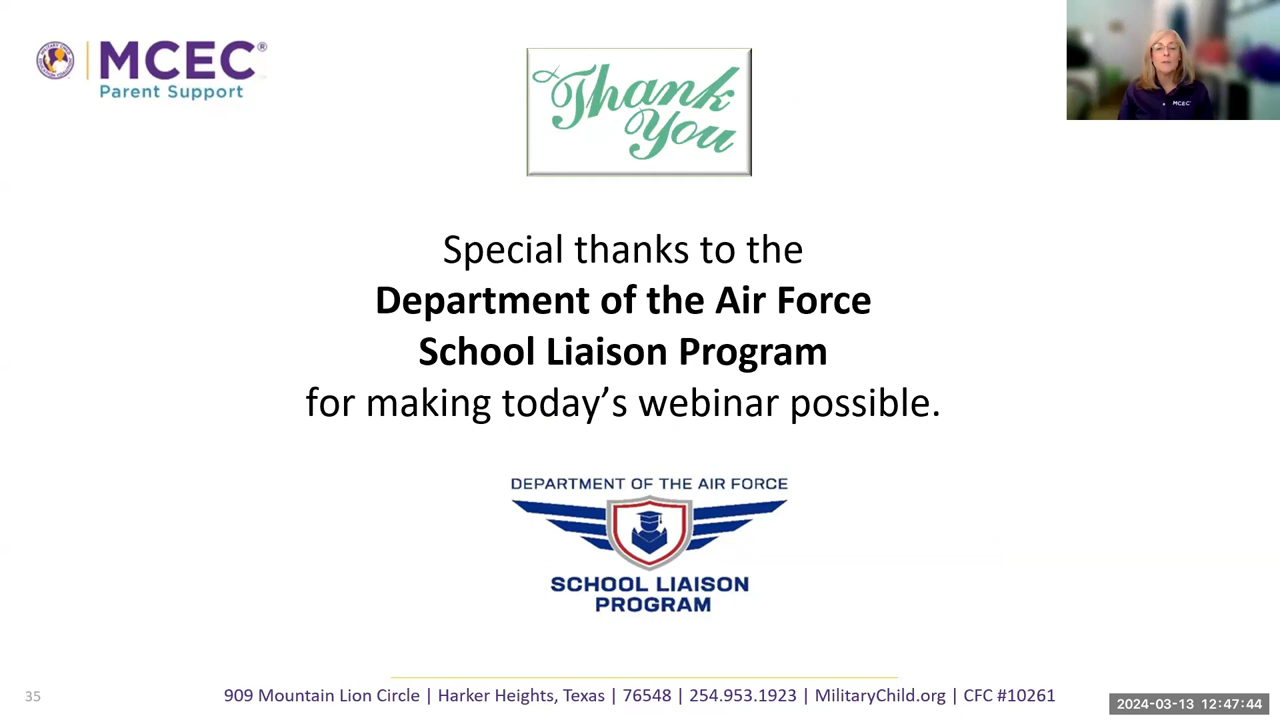 MCEC®
Parent Support
Thank
You
MCEC
Special thanks to the
Department of the Air Force
School Liaison Program
for making today’s webinar possible.
DEPARTMENT OF THE AIR FORCE
SCHOOL LIAISON
PROGRAM
35
909 Mountain Lion Circle | Harker Heights, Texas | 76548 | 254.953.1923 | MilitaryChild.org | CFC #10261
2024-03-13 12:47:44